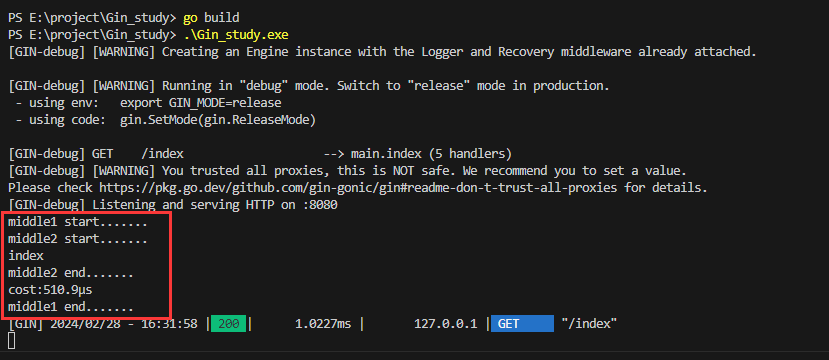 PS E:\project\Gin_study> go build
PS E:\project\Gin_study> .\Gin_study.exe
[GIN-debug] [WARNING] Creating an Engine instance with the Logger and Recovery middleware already attached.
[GIN-debug] [WARNING] Running in "debug" mode. Switch to "release" mode in production.
 - using env:   export GIN_MODE=release
 - using code:  gin.SetMode(gin.ReleaseMode)
[GIN-debug] GET    /index                    --> main.index (5 handlers)
[GIN-debug] [WARNING] You trusted all proxies, this is NOT safe. We recommend you to set a value.
Please check https://pkg.go.dev/github.com/gin-gonic/gin#readme-don-t-trust-all-proxies for details.
[GIN-debug] Listening and serving HTTP on :8080
middle1 start.......
middle2 start.......
index
middle2 end.......
cost:510.9µs
middle1 end.......
[GIN] 2024/02/28 - 16:31:58 | 200 |      1.0227ms |       127.0.0.1 | GET      "/index"